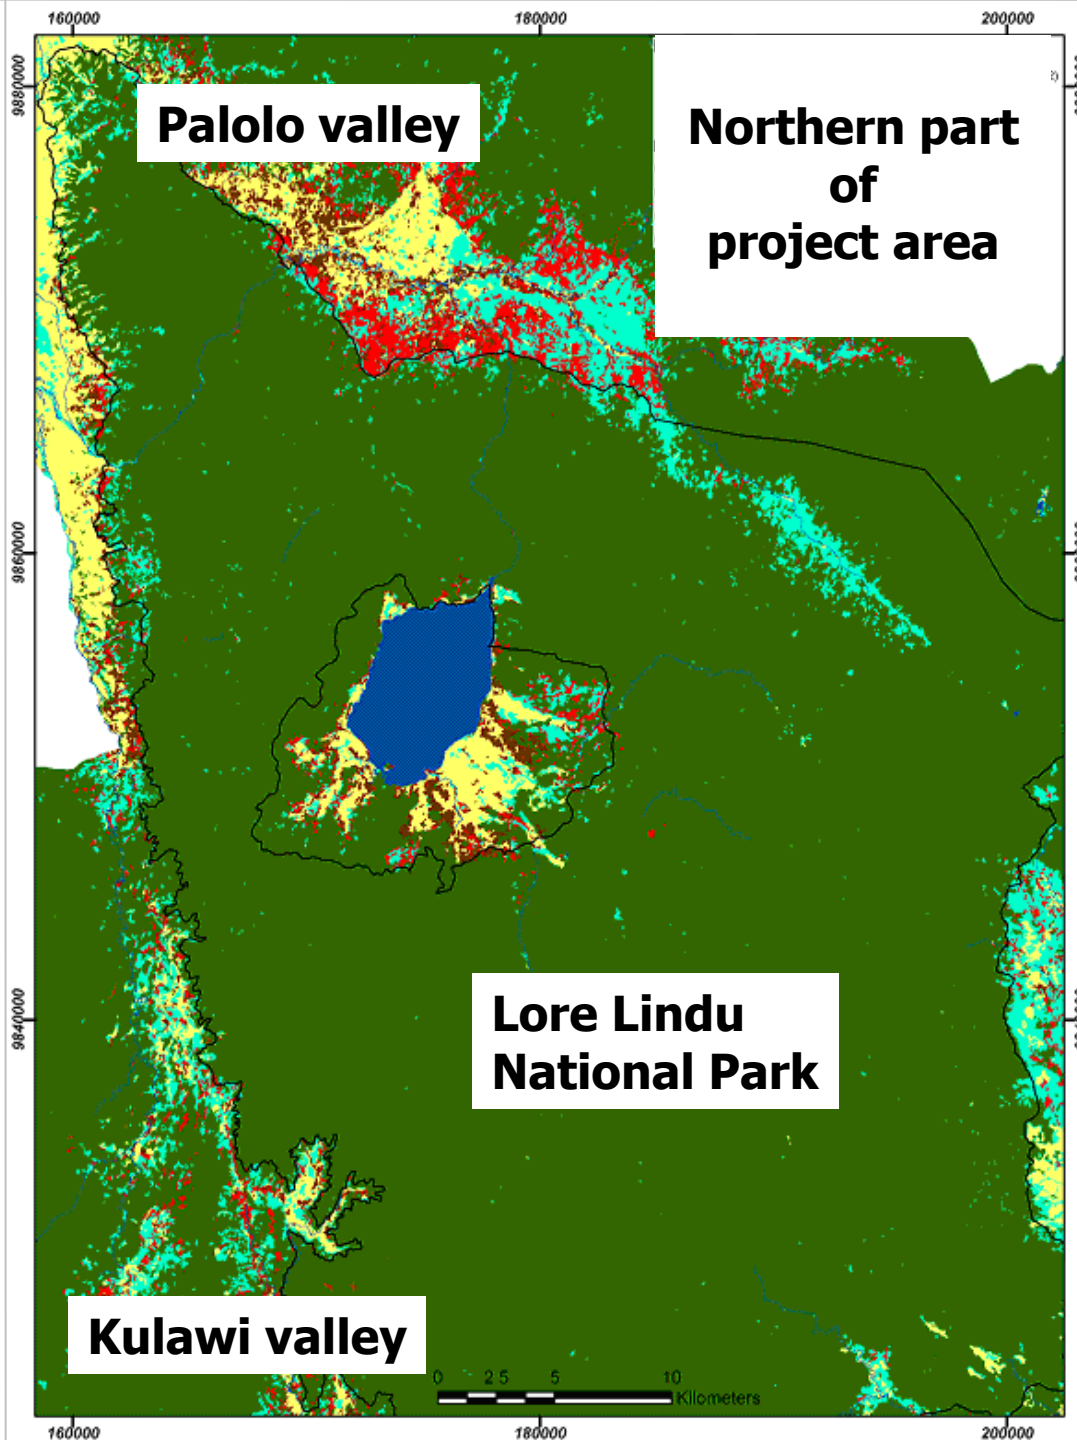 160000 180000 200000
9880000
Palolo valley
Northern part
of
project area
9860000
9840000
Lore Lindu
National Park
Kulawi valley
0 2 5 5 10
Kilometers
160000 180000 200000